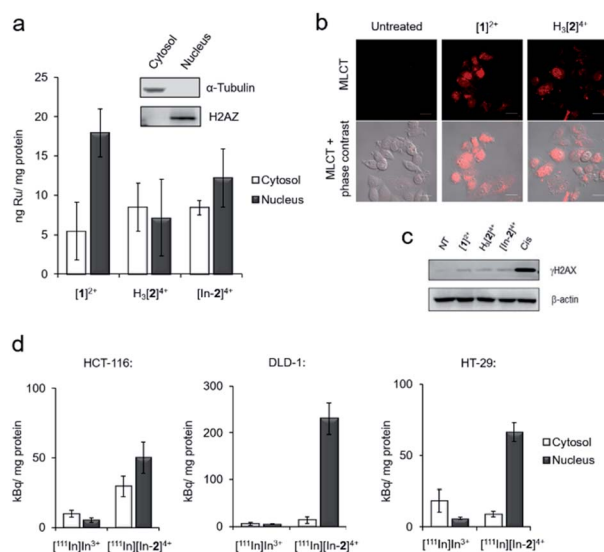 a
Cytosol
Nucleus
α-Tubulin
H2AZ
ng Ru/ mg protein
25
20
15
10
5
0
Cytosol
Nucleus
[1]²⁺
H₃[2]⁴⁺
[In-2]⁴⁺
b
Untreated
[1]²⁺
H₃[2]⁴⁺
MLCT
MLCT +
phase contrast
c
NT
[1]²⁺
H₃[2]⁴⁺
[In-2]⁴⁺
Cis
γH2AX
β-actin
d
HCT-116:
kBq/ mg protein
100
50
0
[¹¹¹In]In³⁺
[¹¹¹In][In-2]⁴⁺
DLD-1:
kBq/ mg protein
300
200
100
0
[¹¹¹In]In³⁺
[¹¹¹In][In-2]⁴⁺
HT-29:
kBq/ mg protein
100
50
0
Cytosol
Nucleus
[¹¹¹In]In³⁺
[¹¹¹In][In-2]⁴⁺